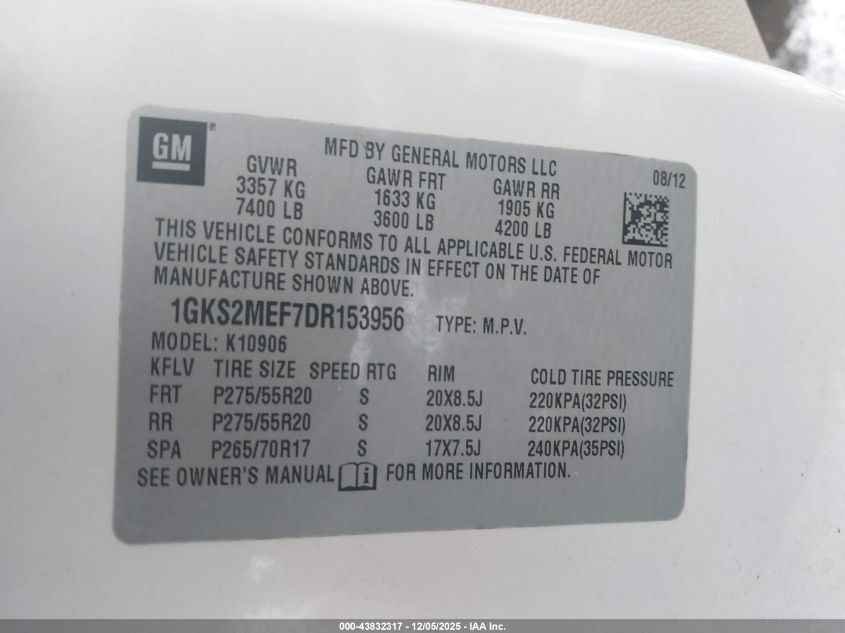 GM
MFD BY GENERAL MOTORS LLC
08/12
GVWR GAWR FRT GAWR RR
3357 KG 1633 KG 1905 KG
7400 LB 3600 LB 4200 LB
THIS VEHICLE CONFORMS TO ALL APPLICABLE U.S. FEDERAL MOTOR
VEHICLE SAFETY STANDARDS IN EFFECT ON THE DATE OF
MANUFACTURE SHOWN ABOVE.
1GKS2MEF7DR153956 TYPE: M.P.V.
MODEL: K10906
KFLV TIRE SIZE SPEED RTG RIM COLD TIRE PRESSURE
FRT P275/55R20 S 20X8.5J 220KPA(32PSI)
RR P275/55R20 S 20X8.5J 220KPA(32PSI)
SPA P265/70R17 S 17X7.5J 240KPA(35PSI)
SEE OWNER'S MANUAL i FOR MORE INFORMATION.
000-43832317 - 12/05/2025 - IAA Inc.